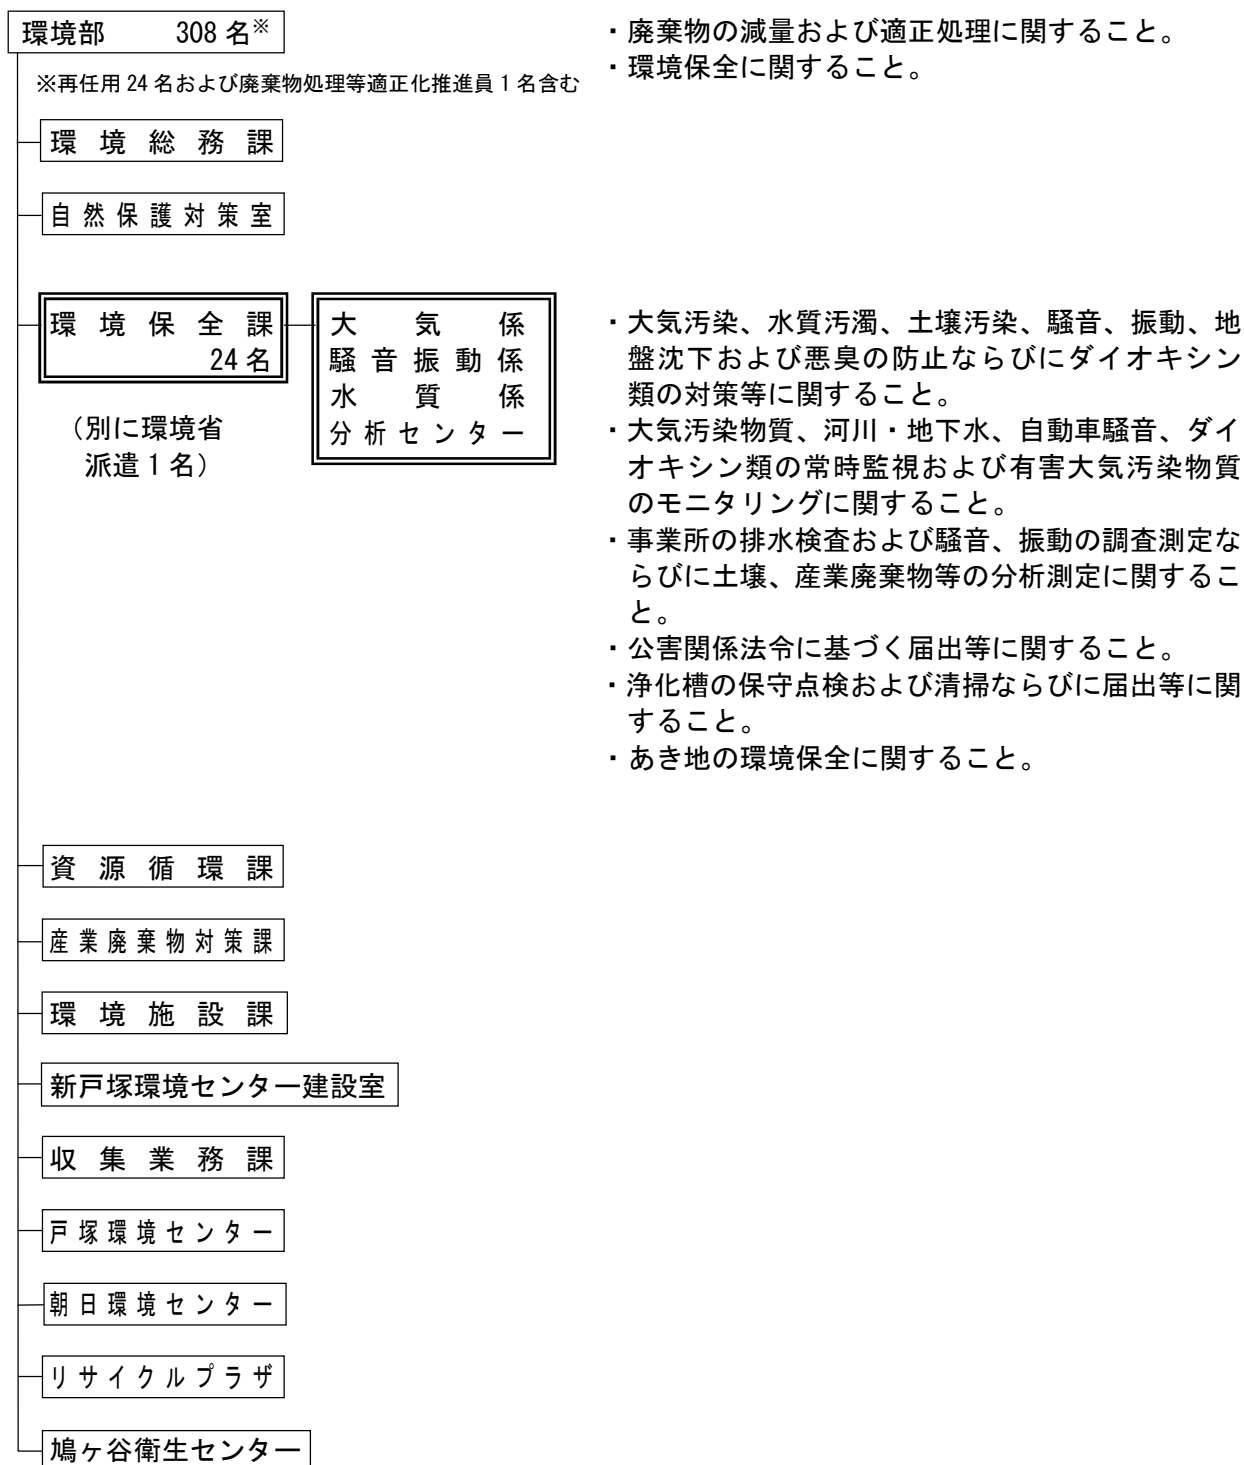 環境部 308名※
・廃棄物の減量および適正処理に関すること。
・環境保全に関すること。
※再任用24名および廃棄物処理等適正化推進員1名含む
環境総務課
自然保護対策室
環境保全課
24名
(別に環境省
派遣1名)
大気係
騒音振動係
水質係
分析センター
・大気汚染、水質汚濁、土壌汚染、騒音、振動、地
盤沈下および悪臭の防止ならびにダイオキシン
類の対策等に関すること。
・大気汚染物質、河川・地下水、自動車騒音、ダイ
オキシン類の常時監視および有害大気汚染物質
のモニタリングに関すること。
・事業所の排水検査および騒音、振動の調査測定な
らびに土壌、産業廃棄物等の分析測定に関するこ
と。
・公害関係法令に基づく届出等に関すること。
・浄化槽の保守点検および清掃ならびに届出等に関
すること。
・あき地の環境保全に関すること。
資源循環課
産業廃棄物対策課
環境施設課
新戸塚環境センター建設室
収集業務課
戸塚環境センター
朝日環境センター
リサイクルプラザ
鳩ヶ谷衛生センター